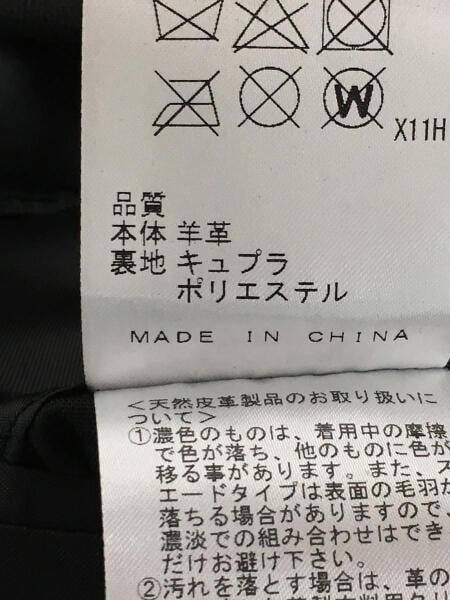 W
X11H
品質
本体 羊革
裏地 キュプラ
ポリエステル
MADE IN CHINA
＜天然皮革製品のお取り扱いに
ついて＞
①濃色のものは、着用中の摩擦
で色が落ち、他のものに色が
移る事があります。また、ス
エードタイプは表面の毛羽が
落ちる場合がありますので、
濃淡での組み合わせはでき
だけお避け下さい。
②汚れを落とす場合は、革の